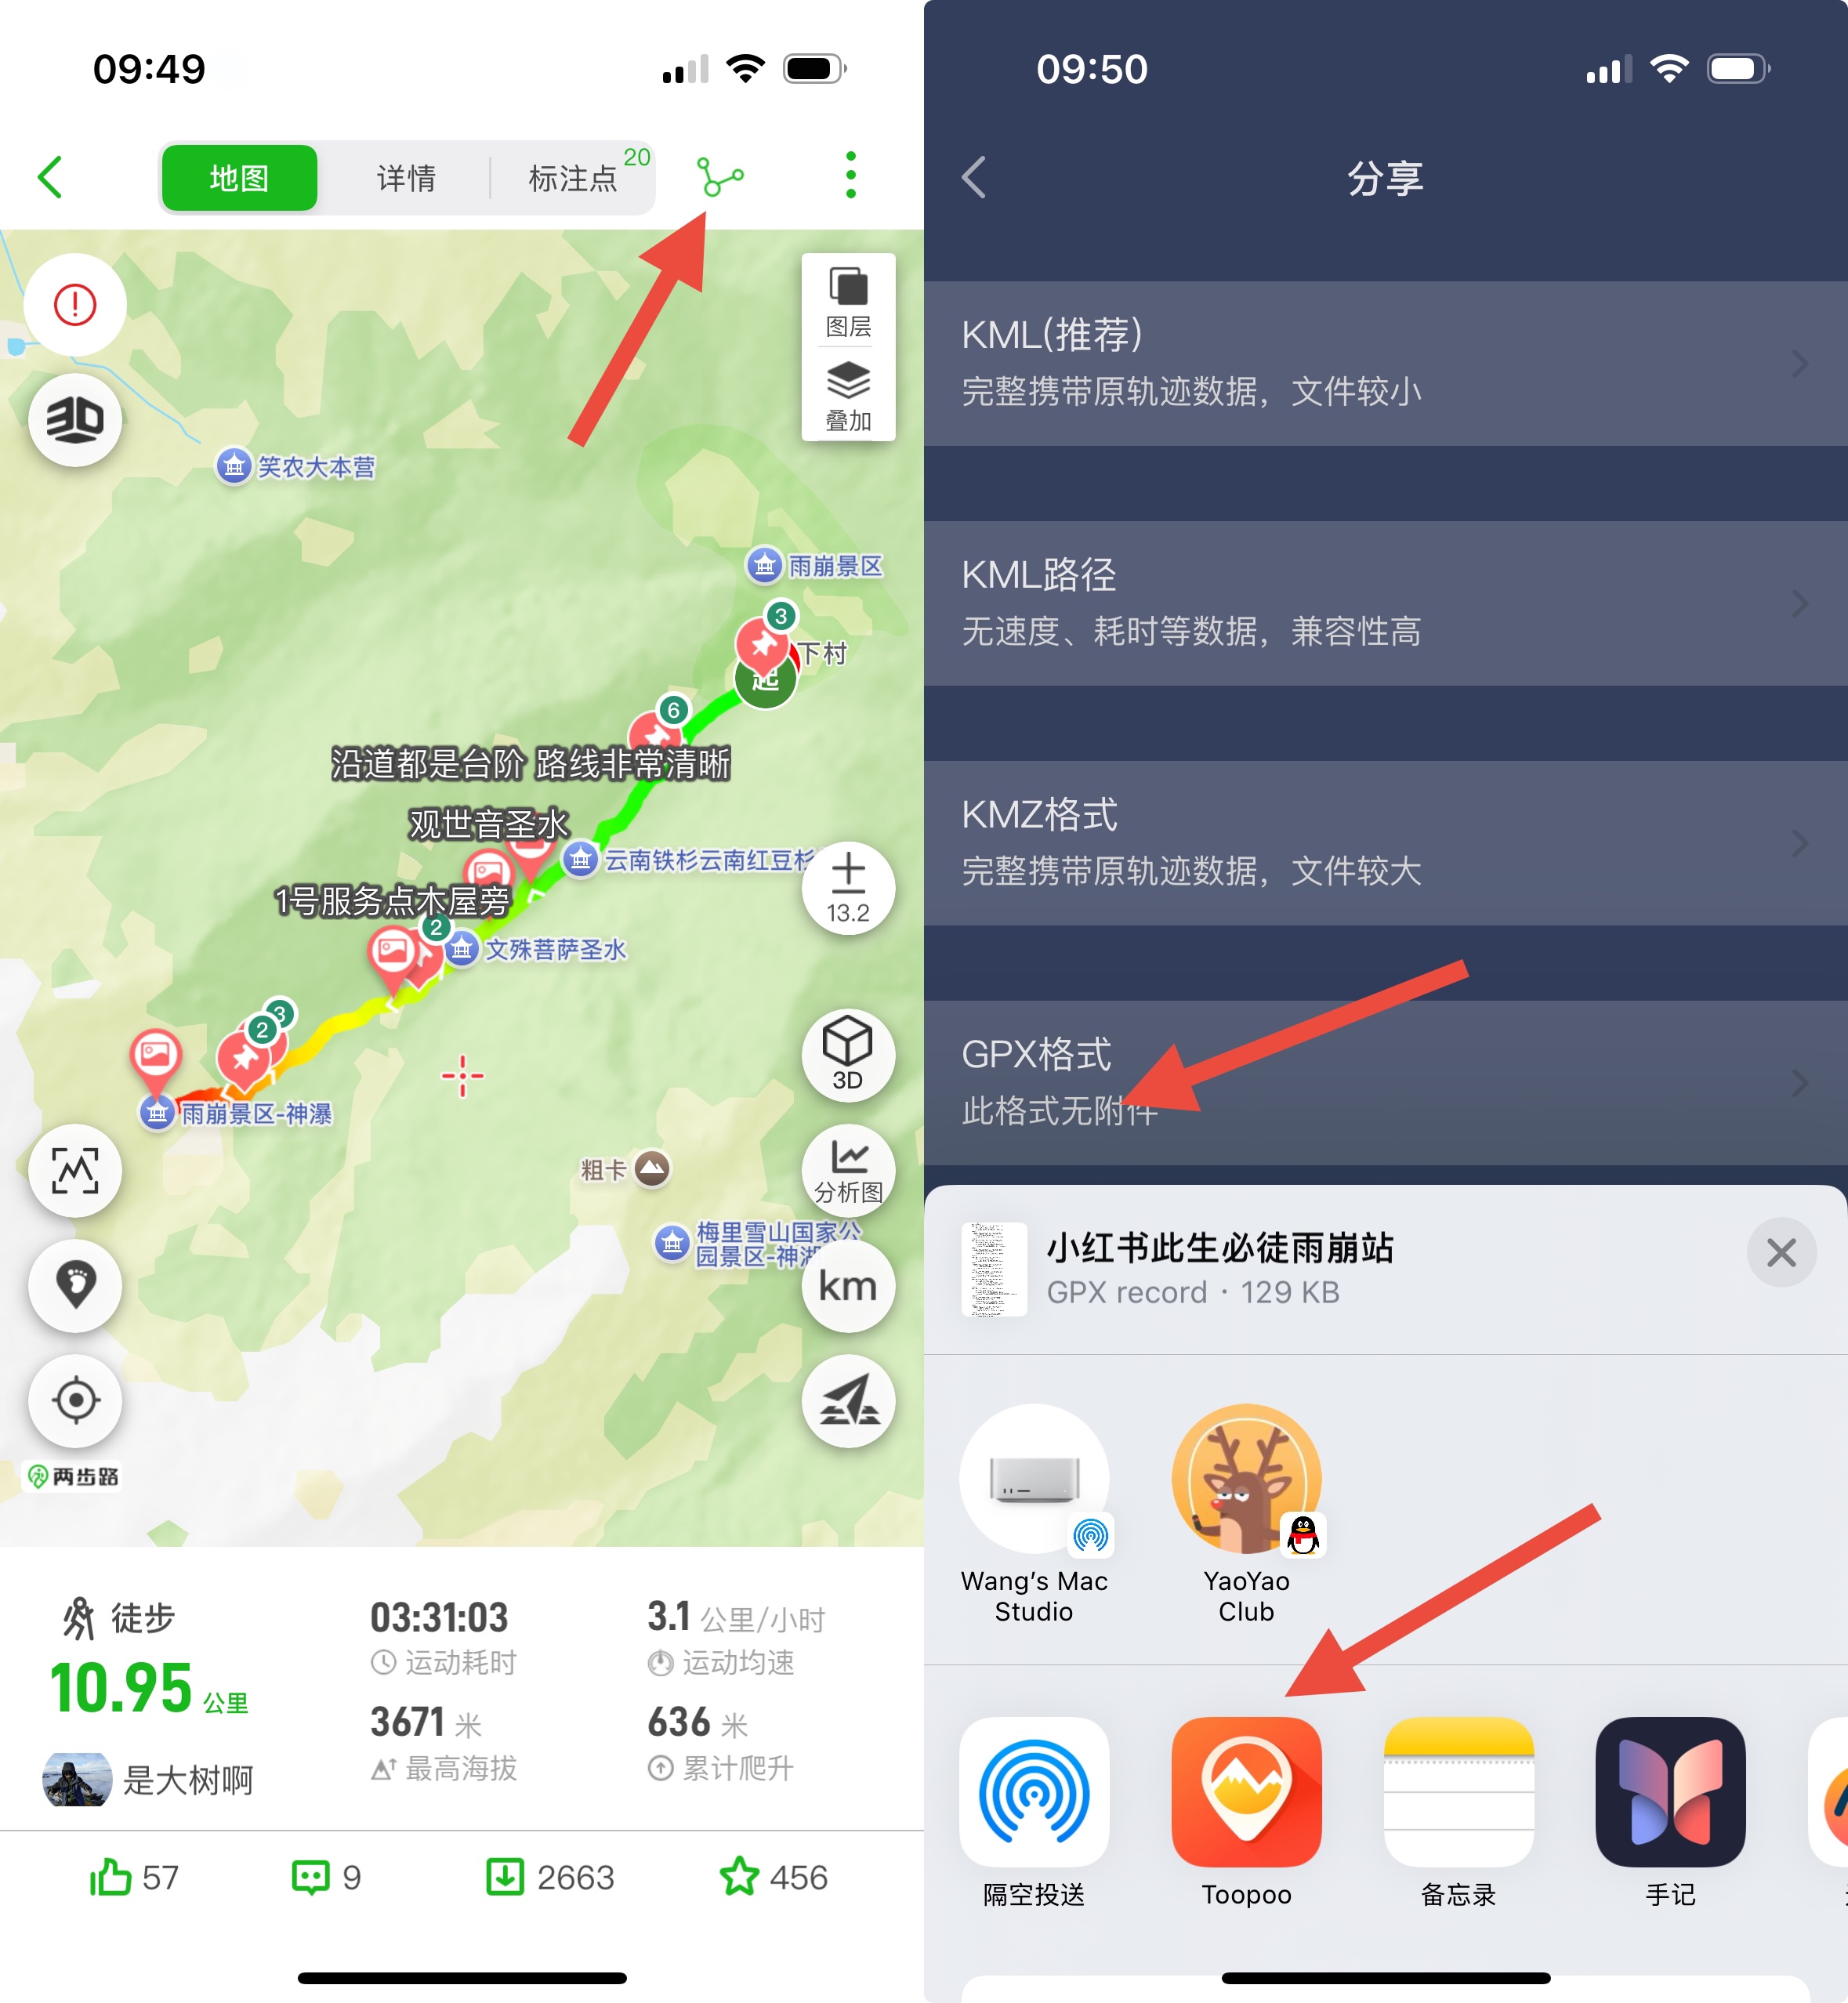 09:49
地图
详情
标注点
20
图层
叠加
3D
笑农大本营
雨崩景区
3
下村
起
6
沿道都是台阶 路线非常清晰
观世音圣水
云南铁杉云南红豆杉
1号服务点木屋旁
13.2
2
文殊菩萨圣水
3
2
3D
雨崩景区-神瀑
粗卡
分析图
梅里雪山国家公
园景区-神湖
km
两步路
徒步
03:31:03
3.1 公里/小时
运动耗时
运动均速
10.95 公里
3671 米
636 米
最高海拔
累计爬升
是大树啊
57
9
2663
456
09:50
分享
KML(推荐)
完整携带原轨迹数据，文件较小
KML路径
无速度、耗时等数据，兼容性高
KMZ格式
完整携带原轨迹数据，文件较大
GPX格式
此格式无附件
小红书此生必徒雨崩站
GPX record · 129 KB
Wang's Mac
Studio
YaoYao
Club
隔空投送
Toopoo
备忘录
手记